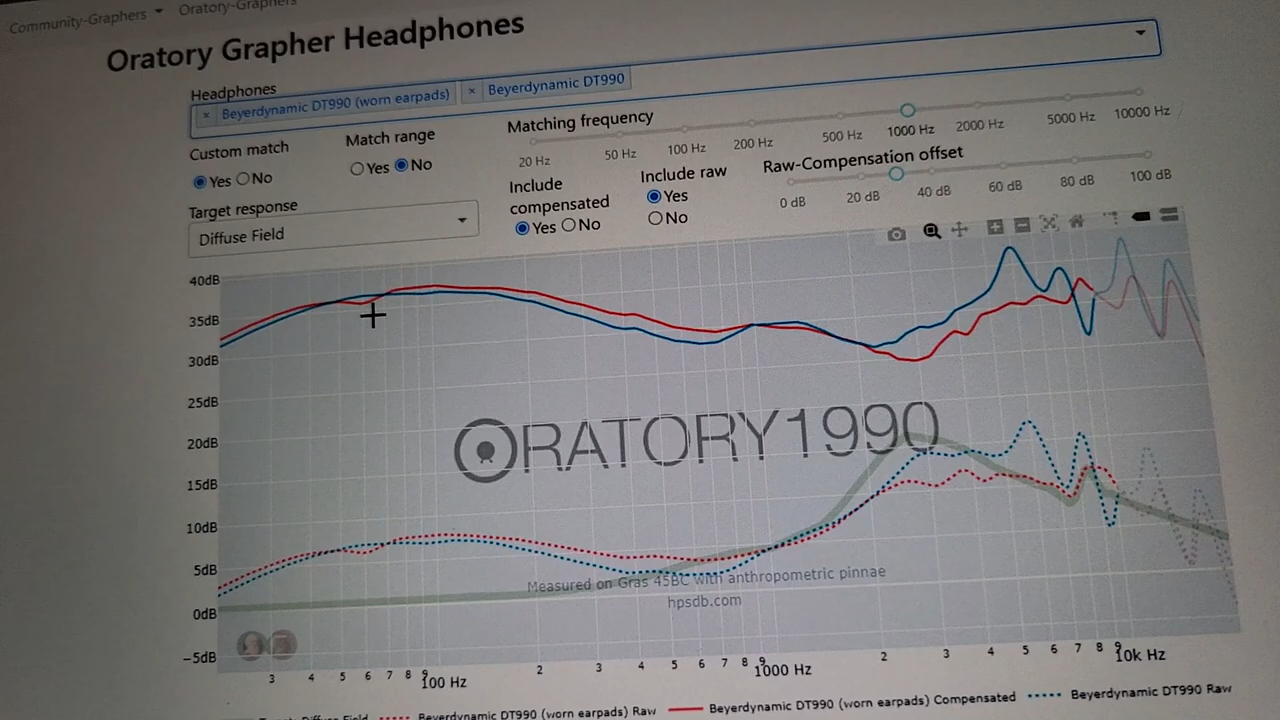 Community-Graphers Oratory-Graphers
Oratory Grapher Headphones
Headphones
× Beyerdynamic DT990 (worn earpads) × Beyerdynamic DT990
Custom match
Yes No
Match range
Yes No
Matching frequency
20 Hz 50 Hz 100 Hz 200 Hz 500 Hz 1000 Hz 2000 Hz 5000 Hz 10000 Hz
Target response
Diffuse Field
Include compensated
Yes No
Include raw
Yes
No
Raw-Compensation offset
0 dB 20 dB 40 dB 60 dB 80 dB 100 dB
40dB
35dB
30dB
25dB
20dB
15dB
10dB
5dB
0dB
−5dB
ORATORY1990
Measured on Gras 45BC with anthropometric pinnae
hpsdb.com
3 4 5 6 7 8 9 100 Hz 2 3 4 5 6 7 8 9 1000 Hz 2 3 4 5 6 7 8 9 10k Hz
Diffuse Field Beyerdynamic DT990 (worn earpads) Raw Beyerdynamic DT990 (worn earpads) Compensated Beyerdynamic DT990 Raw